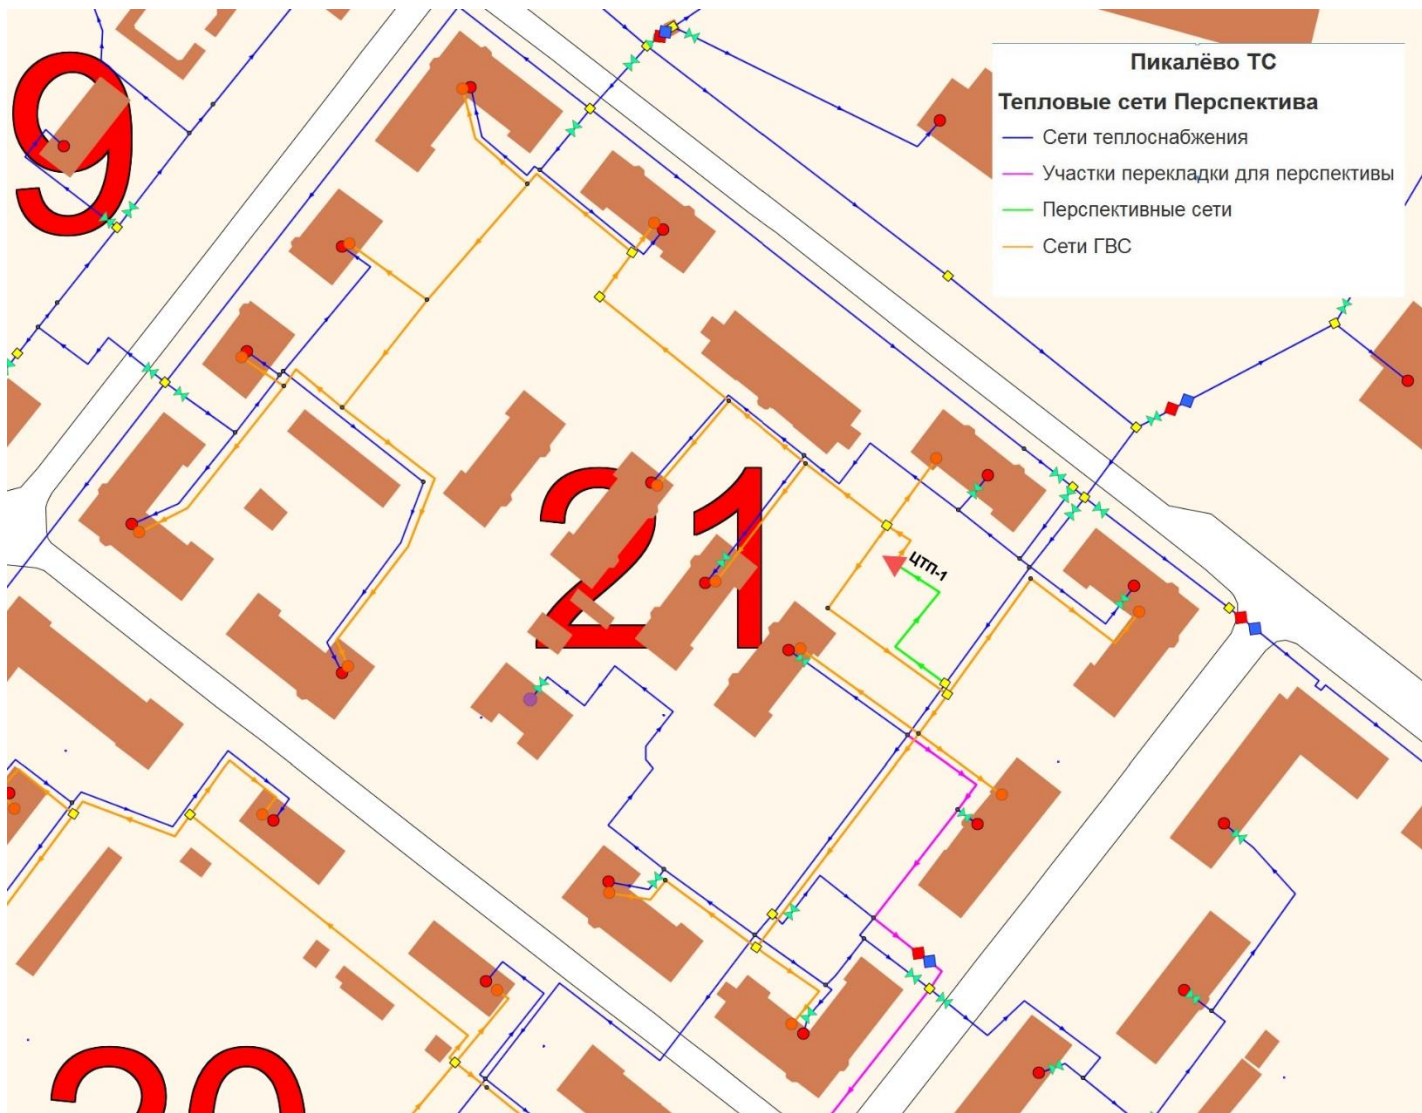 Пикалёво ТС
Тепловые сети Перспектива
Сети теплоснабжения
Участки перекладки для перспективы
Перспективные сети
Сети ГВС
9
21
ЦТП-1
20